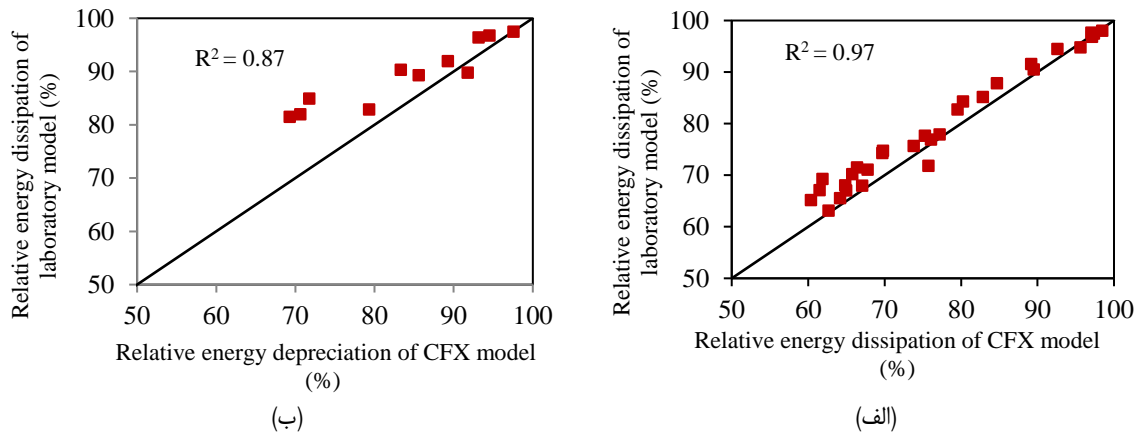 Relative energy dissipation of
laboratory model (%)
100
90
80
70
60
50
R² = 0.87
50 60 70 80 90 100
Relative energy depreciation of CFX model
(%)
(ب)
Relative energy dissipation of
laboratory model (%)
100
90
80
70
60
50
R² = 0.97
50 60 70 80 90 100
Relative energy dissipation of CFX model
(%)
(الف)